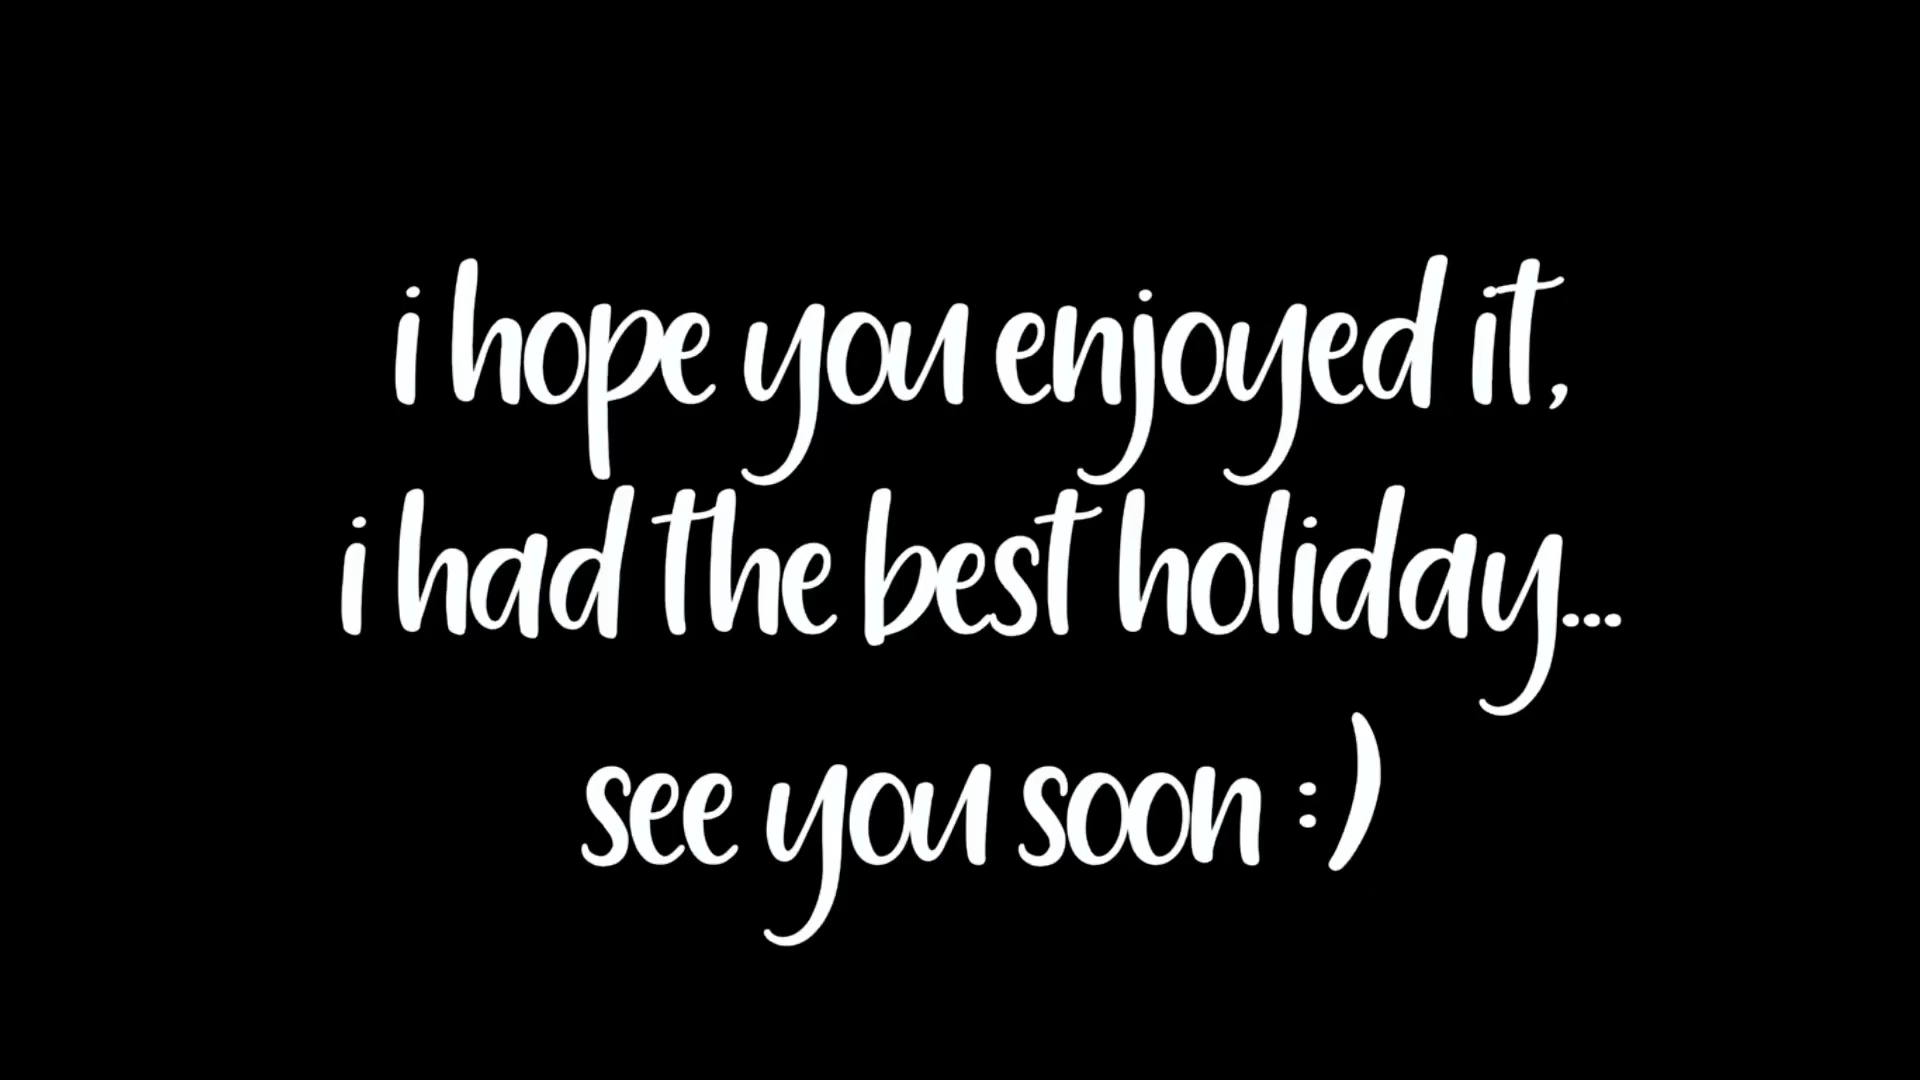 i hope you enjoyed it,
i had the best holiday...
see you soon :)